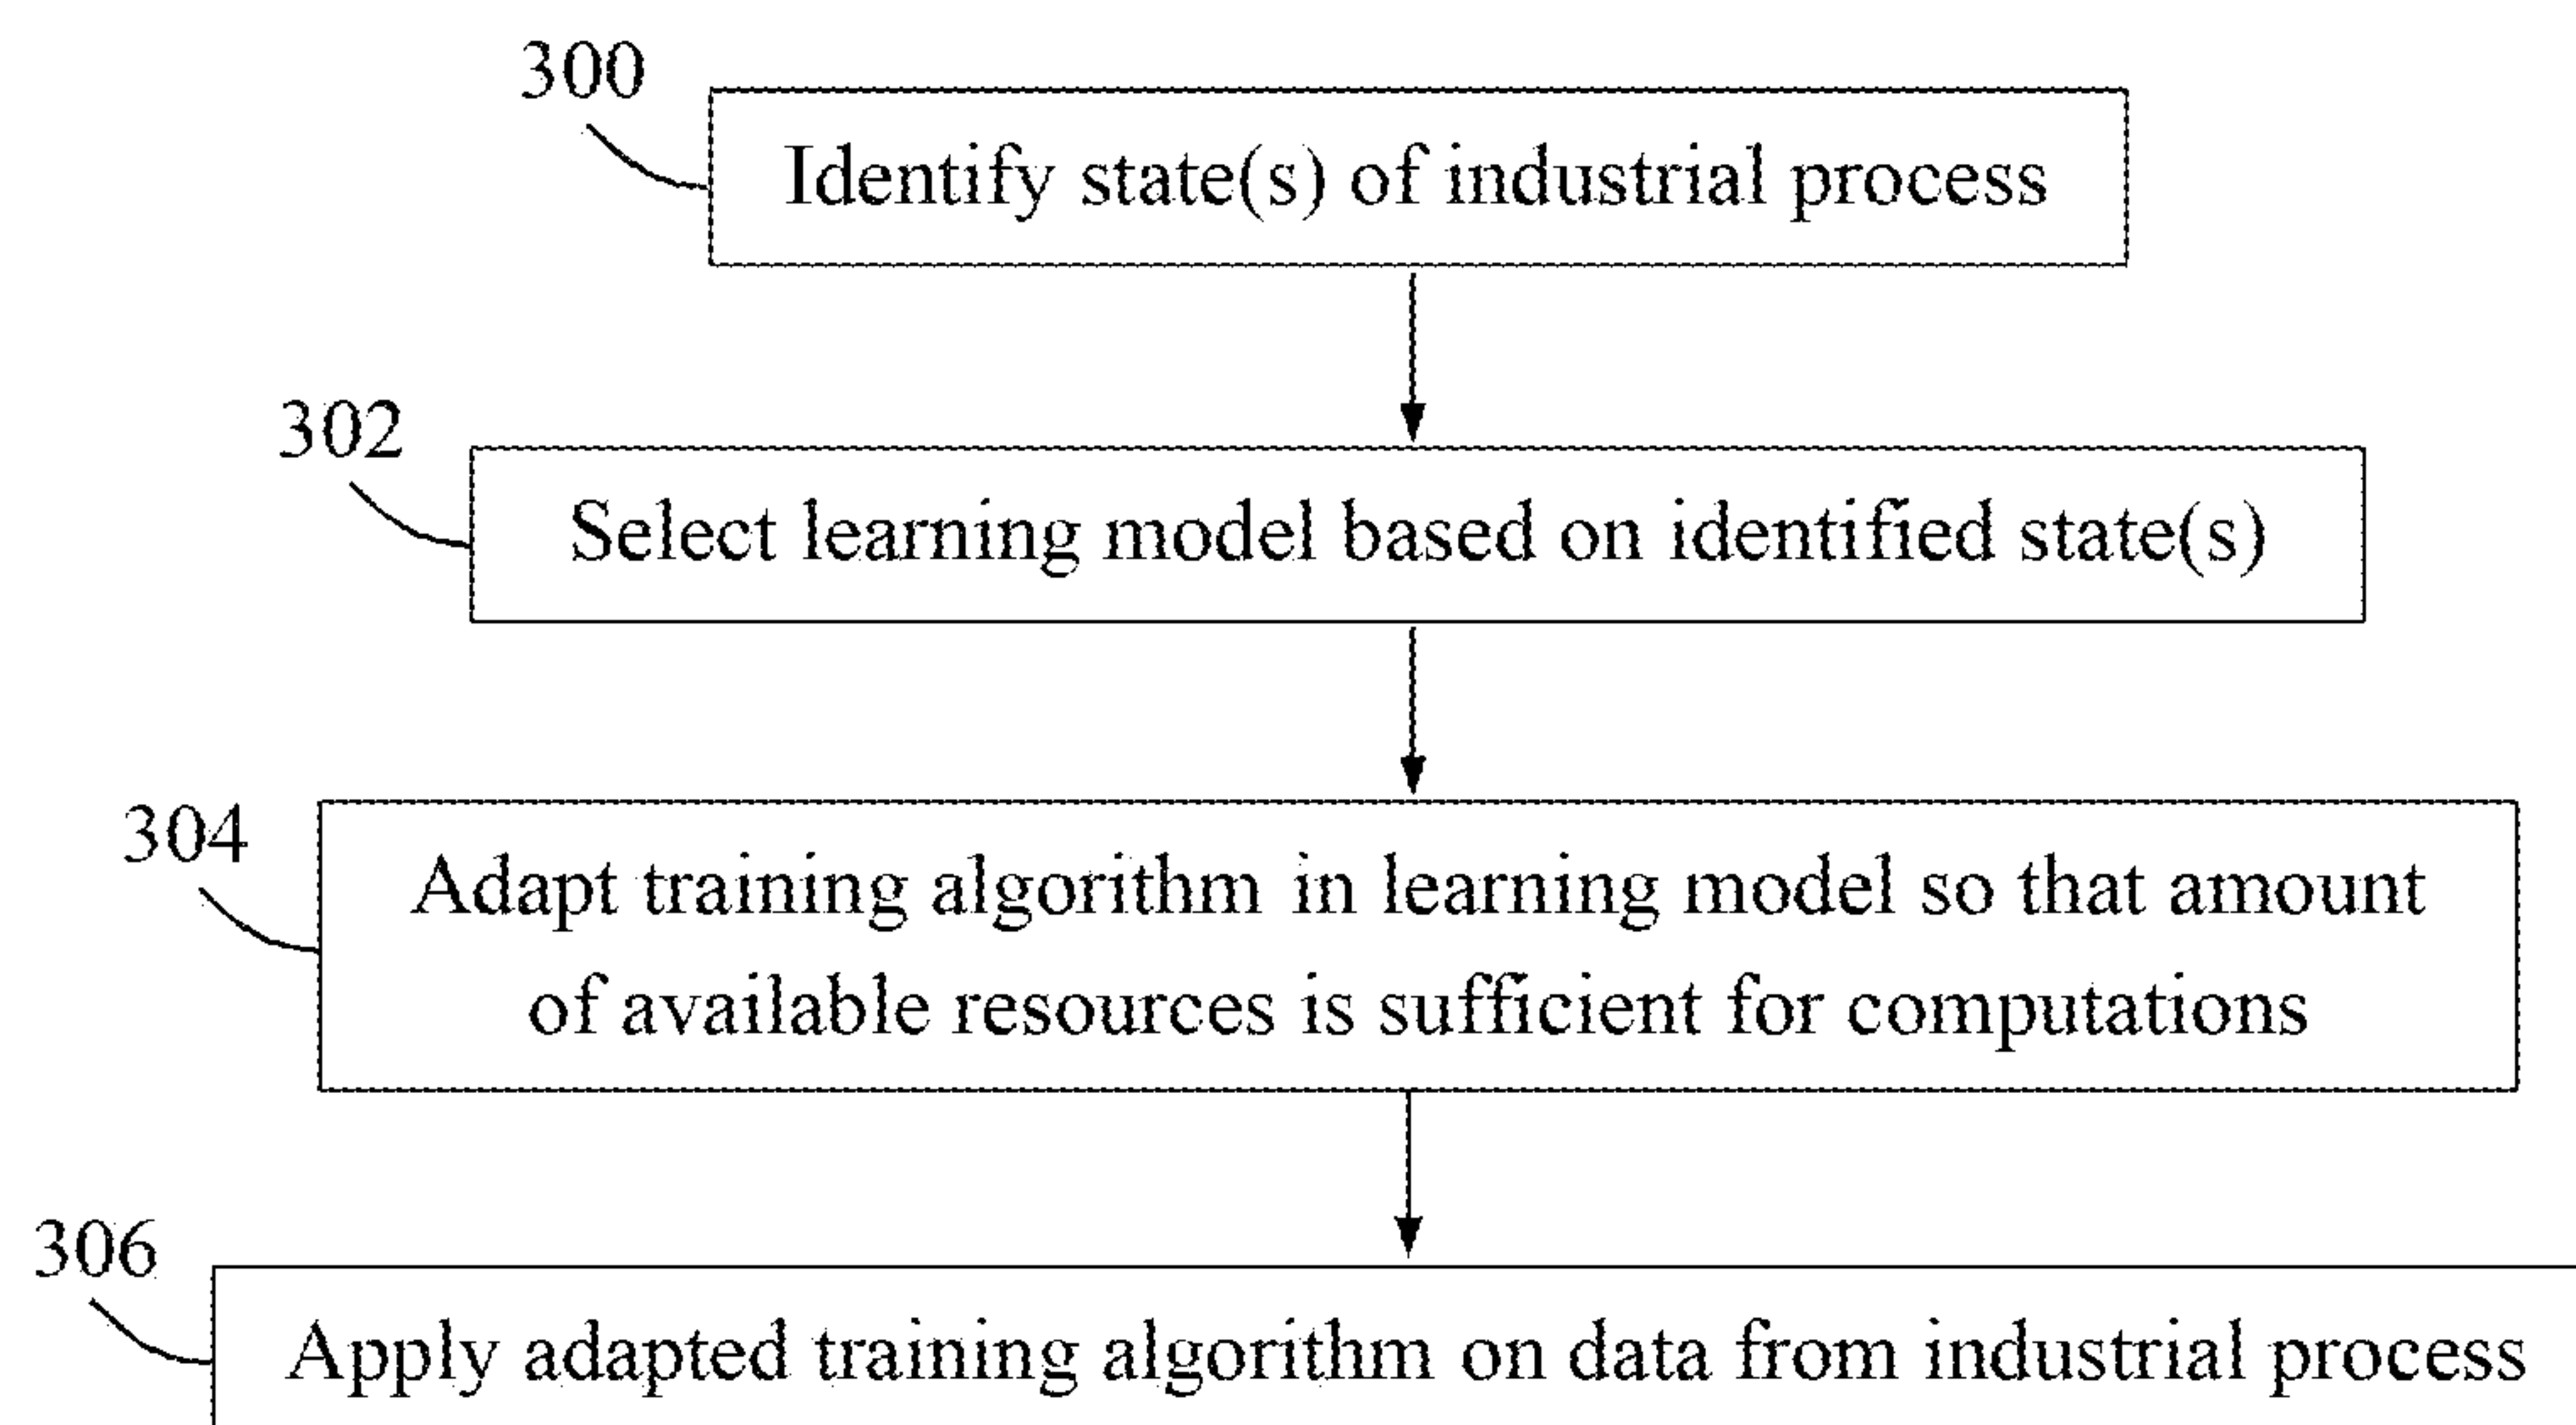 300
Identify state(s) of industrial process
302
Select learning model based on identified state(s)
304
Adapt training algorithm in learning model so that amount
of available resources is sufficient for computations
306
Apply adapted training algorithm on data from industrial process